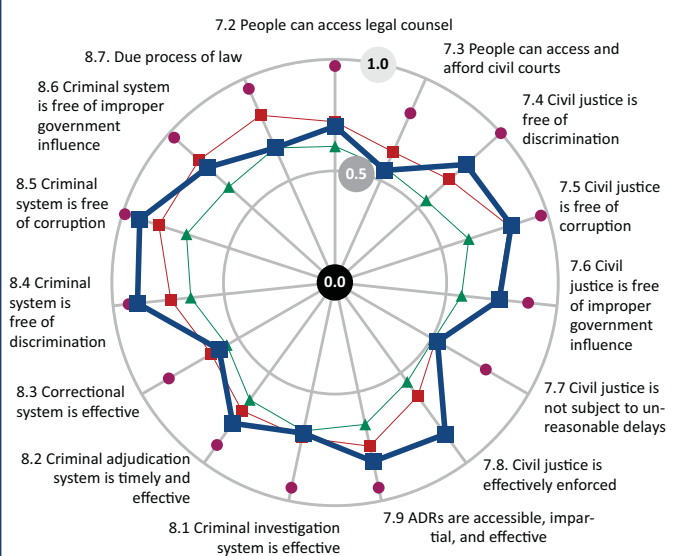 7.2 People can access legal counsel
1.0
7.3 People can access and
afford civil courts
7.4 Civil justice is
free of
discrimination
7.5 Civil justice
is free of
corruption
7.6 Civil
justice is free
of improper
government
influence
7.7 Civil justice is
not subject to un-
reasonable delays
7.8. Civil justice is
effectively enforced
7.9 ADRs are accessible, impar-
tial, and effective
8.1 Criminal investigation
system is effective
8.2 Criminal adjudication
system is timely and
effective
8.3 Correctional
system is effective
8.4 Criminal
system is
free of
discrimination
8.5 Criminal
system is free
of corruption
8.6 Criminal system
is free of improper
government
influence
8.7. Due process of law
0.5
0.0